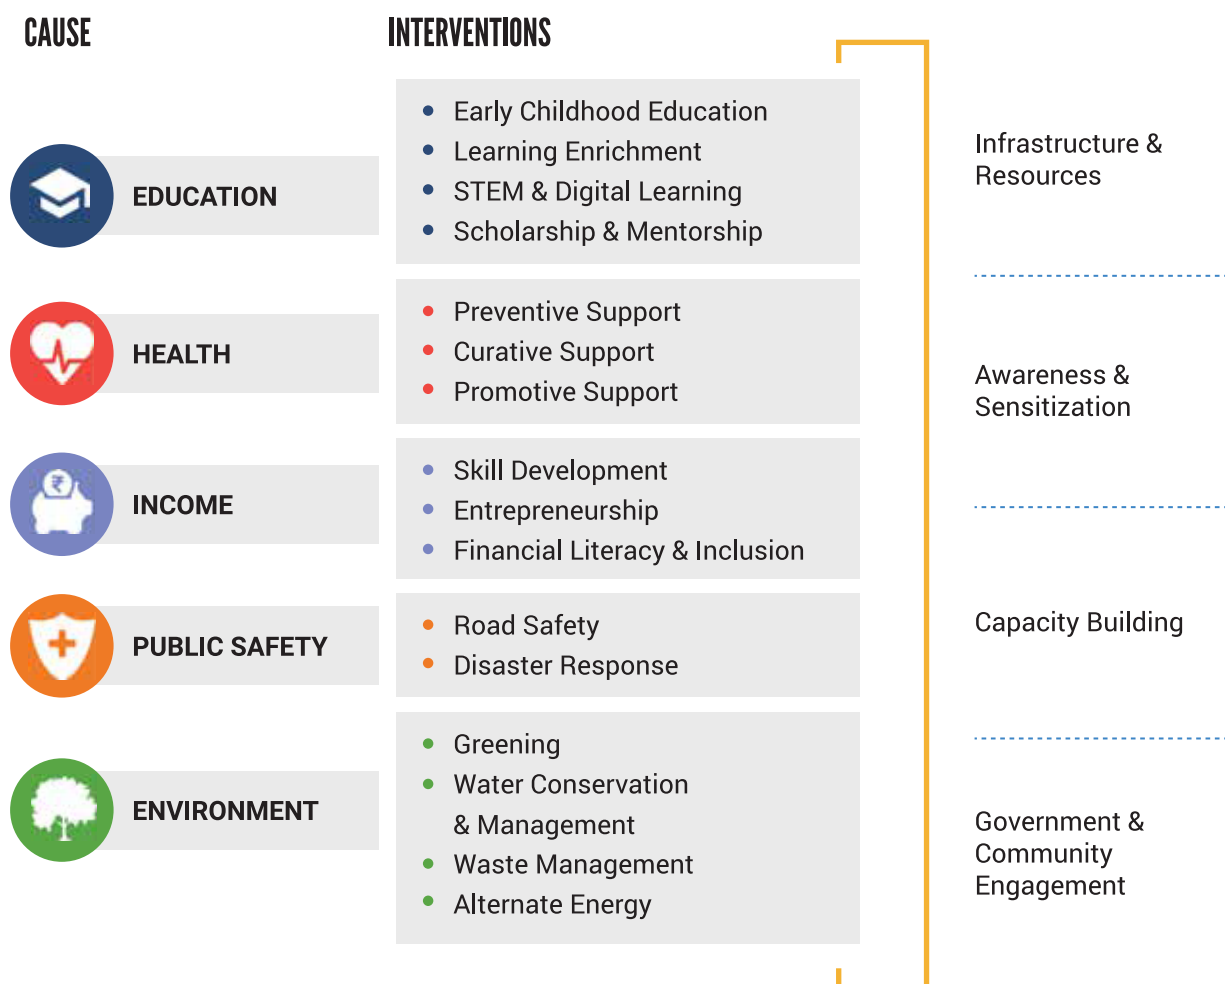 CAUSE
INTERVENTIONS
EDUCATION
• Early Childhood Education
• Learning Enrichment
• STEM & Digital Learning
• Scholarship & Mentorship
HEALTH
• Preventive Support
• Curative Support
• Promotive Support
INCOME
₹
• Skill Development
• Entrepreneurship
• Financial Literacy & Inclusion
PUBLIC SAFETY
• Road Safety
• Disaster Response
ENVIRONMENT
• Greening
• Water Conservation
& Management
• Waste Management
• Alternate Energy
Infrastructure &
Resources
Awareness &
Sensitization
Capacity Building
Government &
Community
Engagement